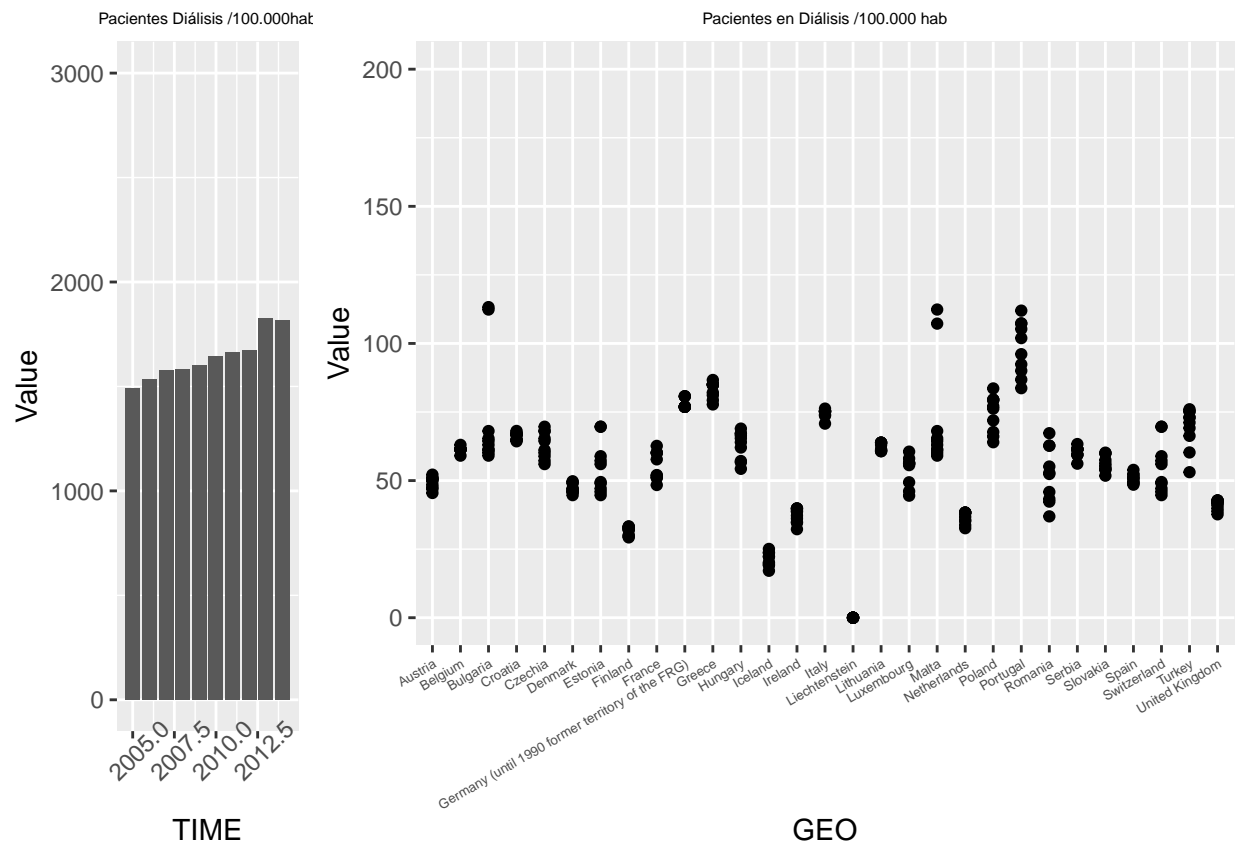 Pacientes Diálisis /100.000hab
3000
2000
1000
0
Value
2005.0
2007.5
2010.0
2012.5
TIME
Pacientes en Diálisis /100.000 hab
200
150
100
50
0
Value
Austria
Belgium
Bulgaria
Croatia
Czechia
Denmark
Estonia
Finland
France
Germany (until 1990 former territory of the FRG)
Greece
Hungary
Iceland
Ireland
Italy
Liechtenstein
Lithuania
Luxembourg
Malta
Netherlands
Poland
Portugal
Romania
Serbia
Slovakia
Spain
Switzerland
Turkey
United Kingdom
GEO